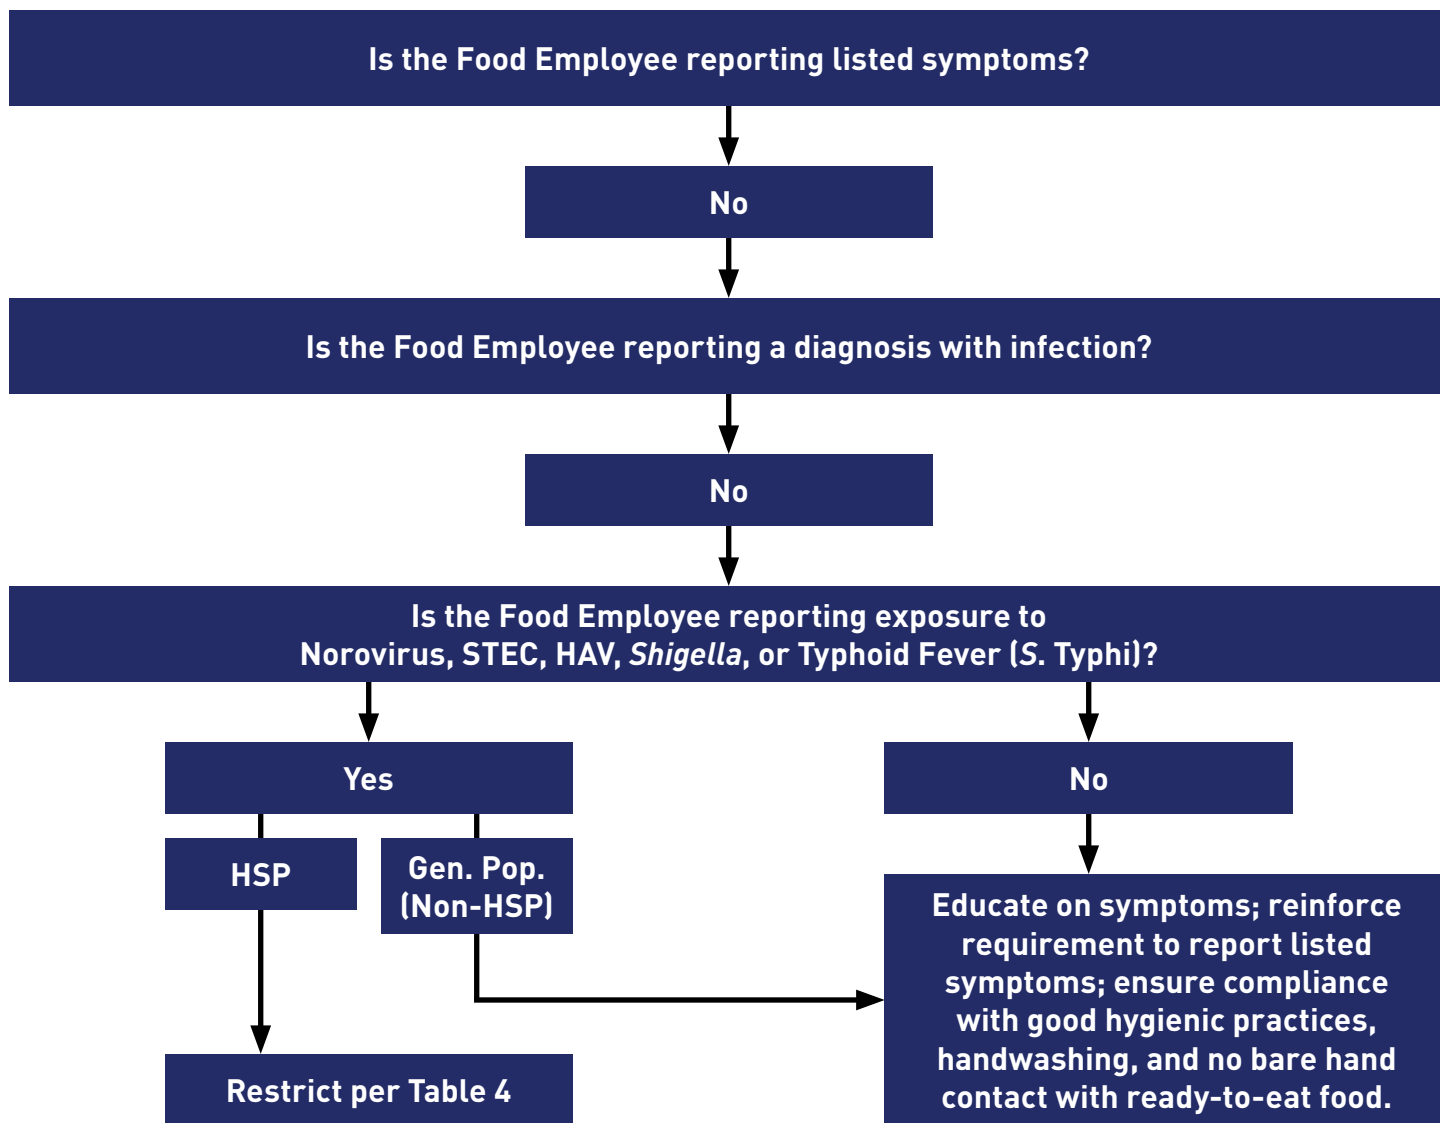 Is the Food Employee reporting listed symptoms?
No
Is the Food Employee reporting a diagnosis with infection?
No
Is the Food Employee reporting exposure to
Norovirus, STEC, HAV, Shigella, or Typhoid Fever (S. Typhi)?
Yes
No
HSP
Gen. Pop.
(Non-HSP)
Educate on symptoms; reinforce
requirement to report listed
symptoms; ensure compliance
with good hygienic practices,
handwashing, and no bare hand
contact with ready-to-eat food.
Restrict per Table 4